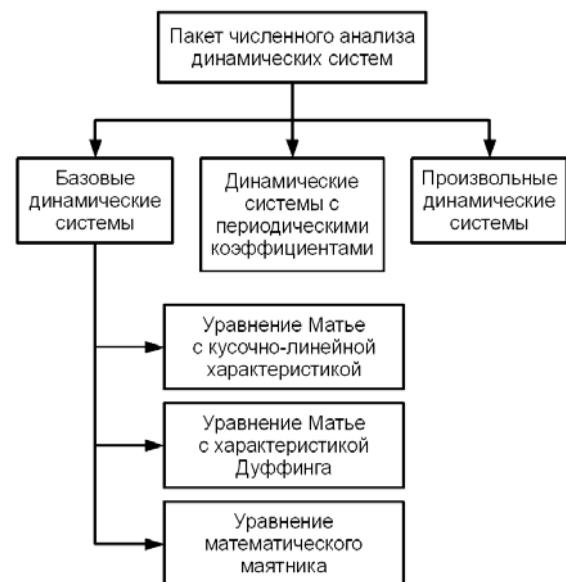 Пакет численного анализа
динамических систем
Базовые
динамические
системы
Динамические
системы с
периодическими
коэффициентами
Произвольные
динамические
системы
Уравнение Матье
с кусочно-линейной
характеристикой
Уравнение Матье
с характеристикой
Дуффинга
Уравнение
математического
маятника